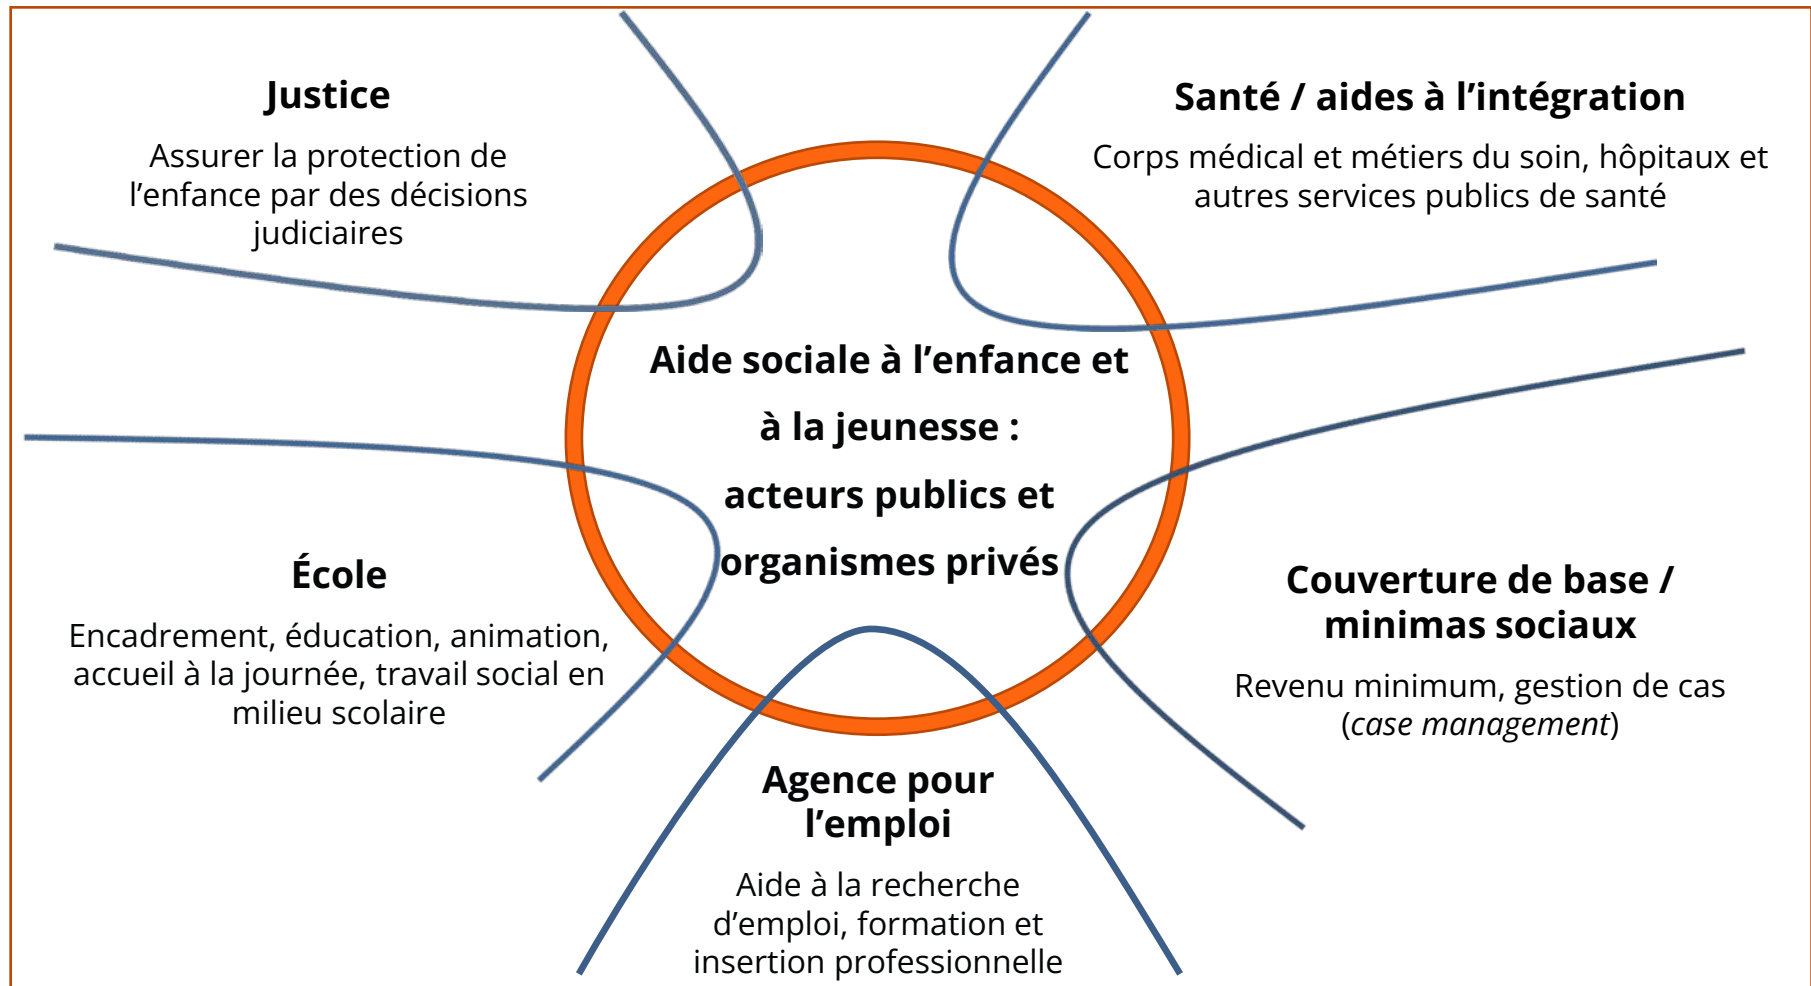 Justice
Assurer la protection de
l’enfance par des décisions
judiciaires
Santé / aides à l’intégration
Corps médical et métiers du soin, hôpitaux et
autres services publics de santé
Aide sociale à l’enfance et
à la jeunesse :
acteurs publics et
organismes privés
École
Encadrement, éducation, animation,
accueil à la journée, travail social en
milieu scolaire
Couverture de base /
minimas sociaux
Revenu minimum, gestion de cas
(case management)
Agence pour
l’emploi
Aide à la recherche
d’emploi, formation et
insertion professionnelle